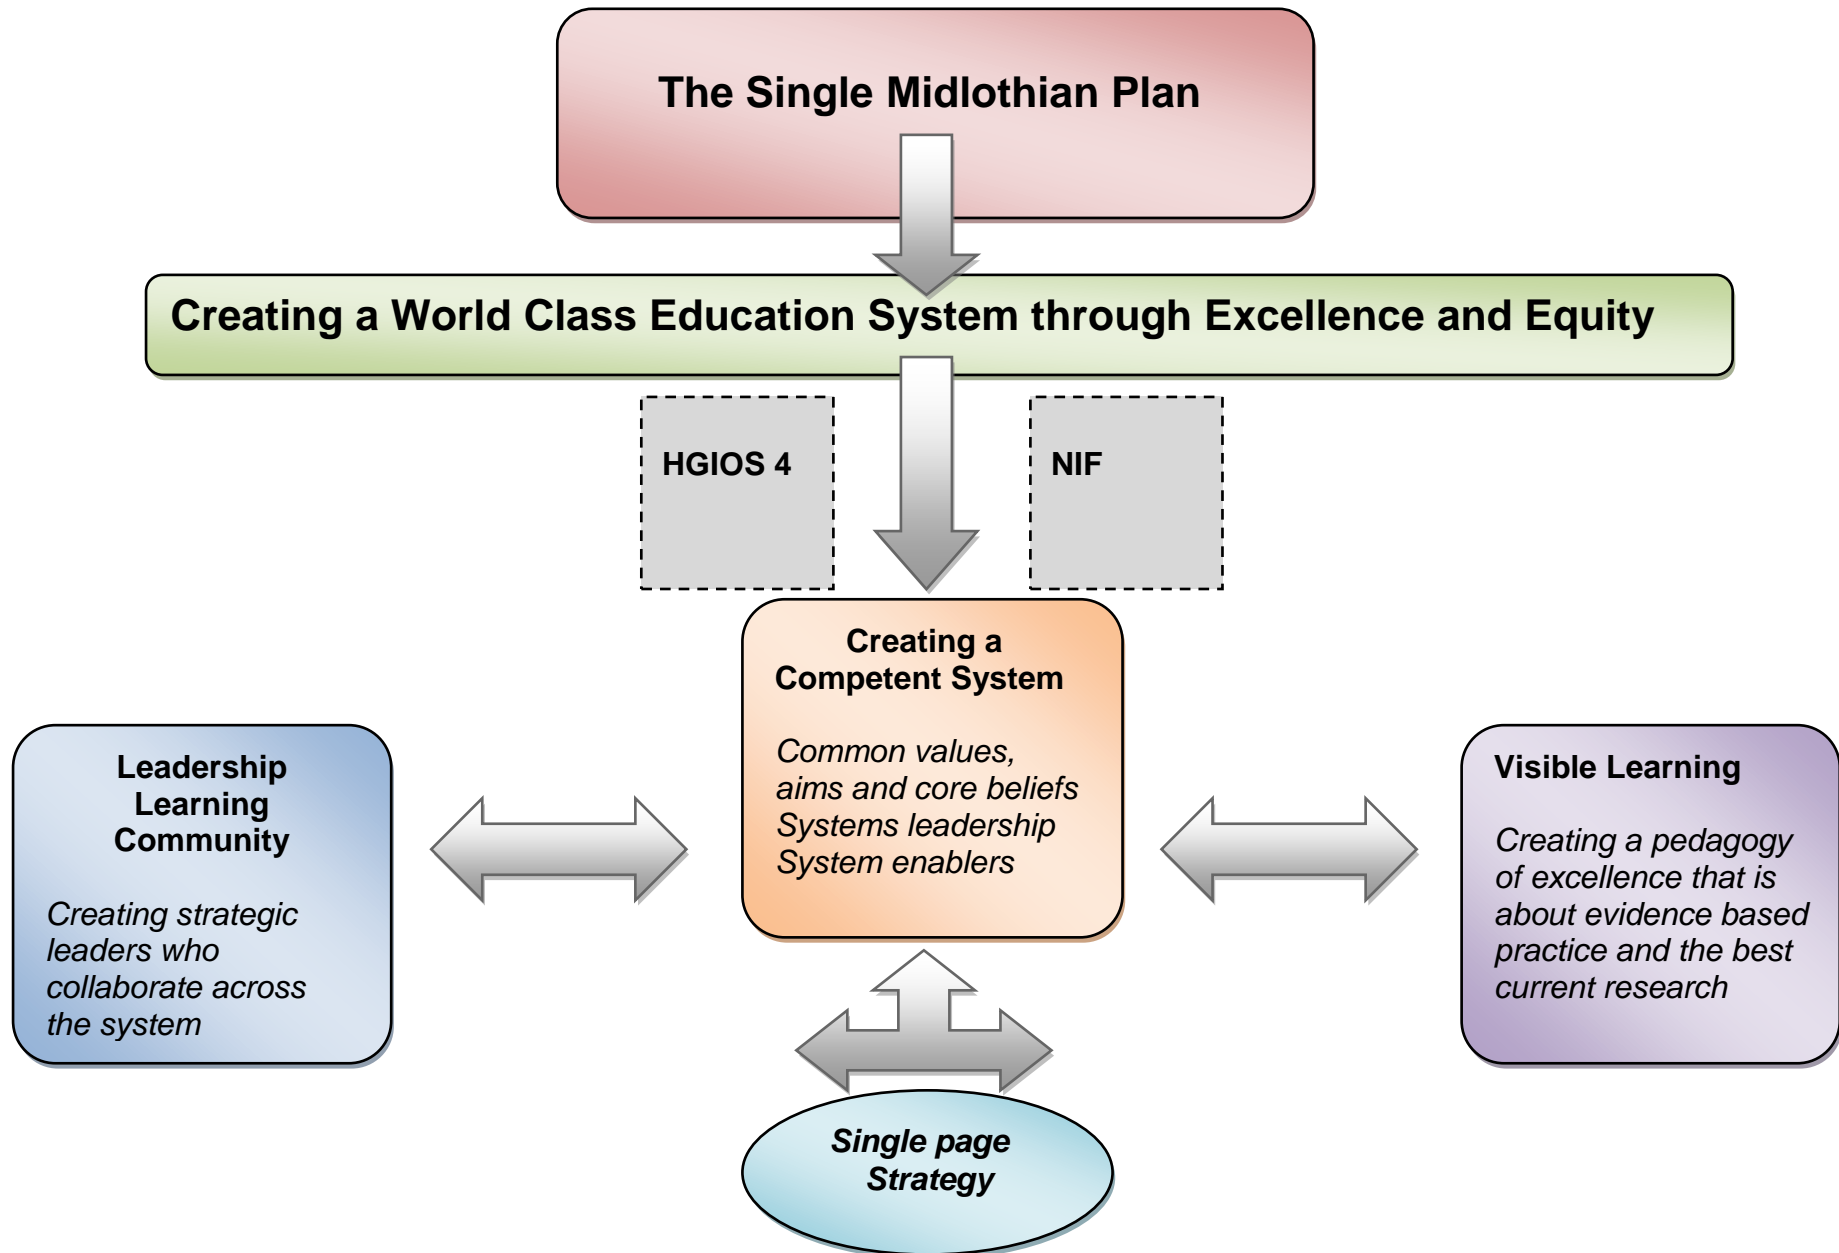 The Single Midlothian Plan
Creating a World Class Education System through Excellence and Equity
HGIOS 4
NIF
Creating a
Competent System
Common values,
aims and core beliefs
Systems leadership
System enablers
Leadership
Learning
Community
Creating strategic
leaders who
collaborate across
the system
Visible Learning
Creating a pedagogy
of excellence that is
about evidence based
practice and the best
current research
Single page
Strategy